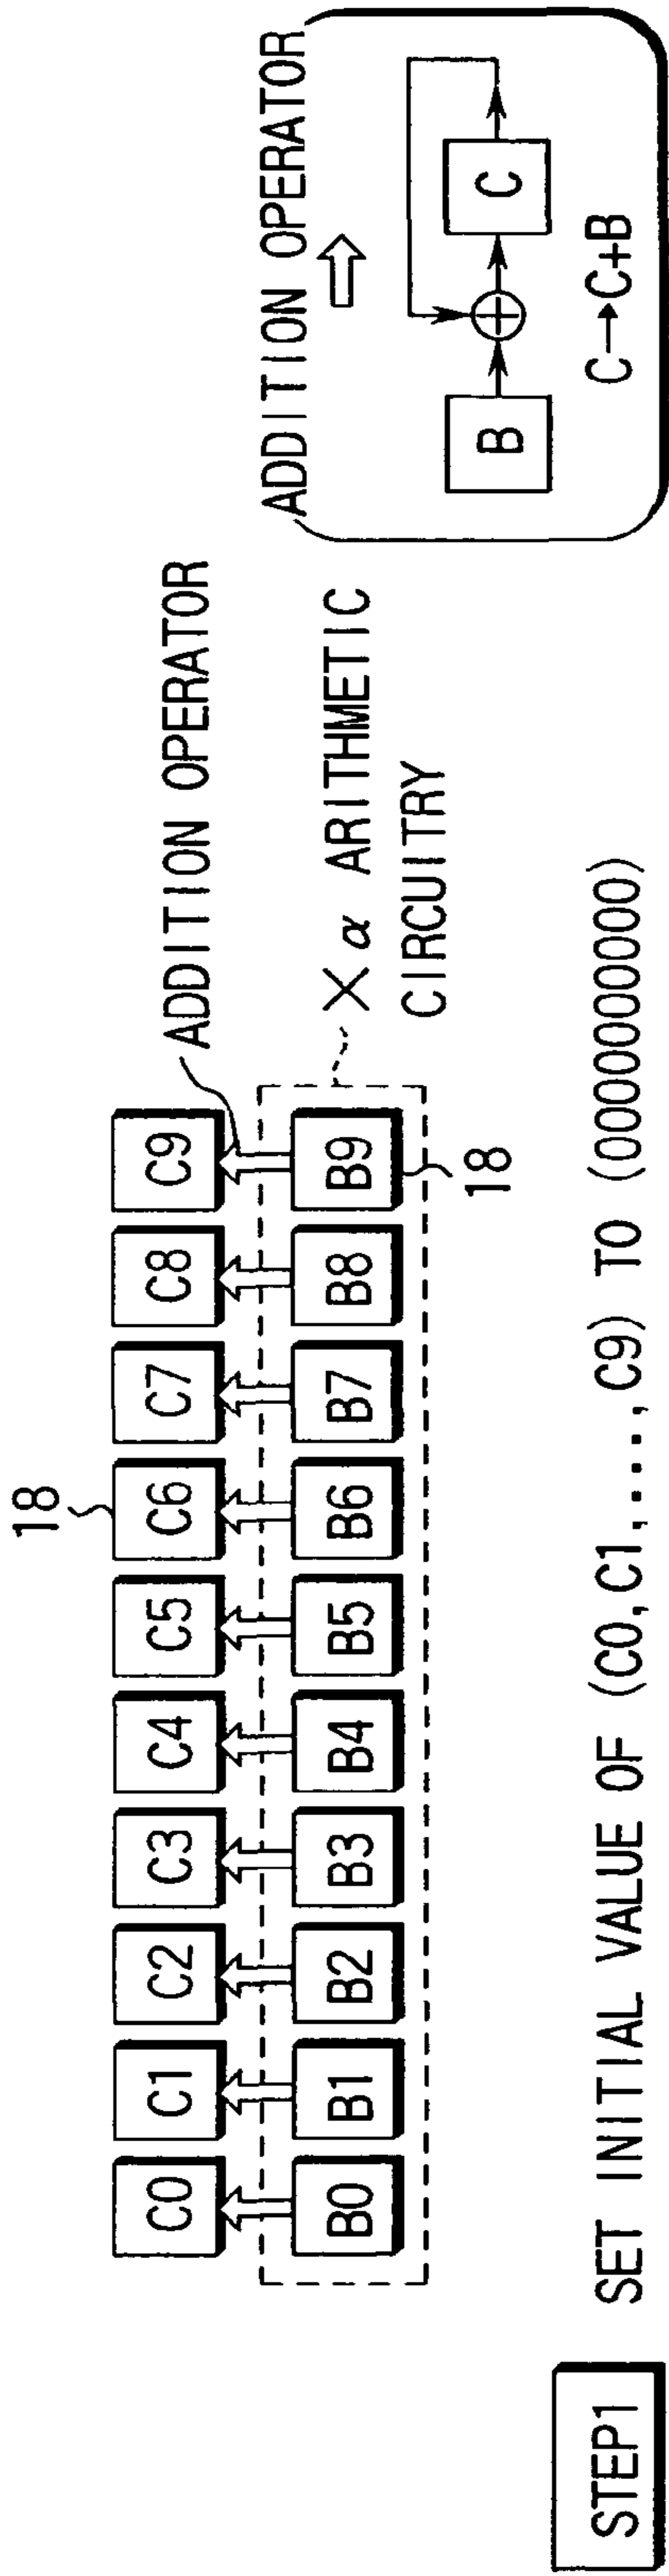 18
C0 C1 C2 C3 C4 C5 C6 C7 C8 C9
ADDITION OPERATOR
B0 B1 B2 B3 B4 B5 B6 B7 B8 B9
×α ARITHMETIC
CIRCUITRY
18
ADDITION OPERATOR
B
C
C→C+B
STEP1
SET INITIAL VALUE OF (C0,C1,....,C9) TO (0000000000)